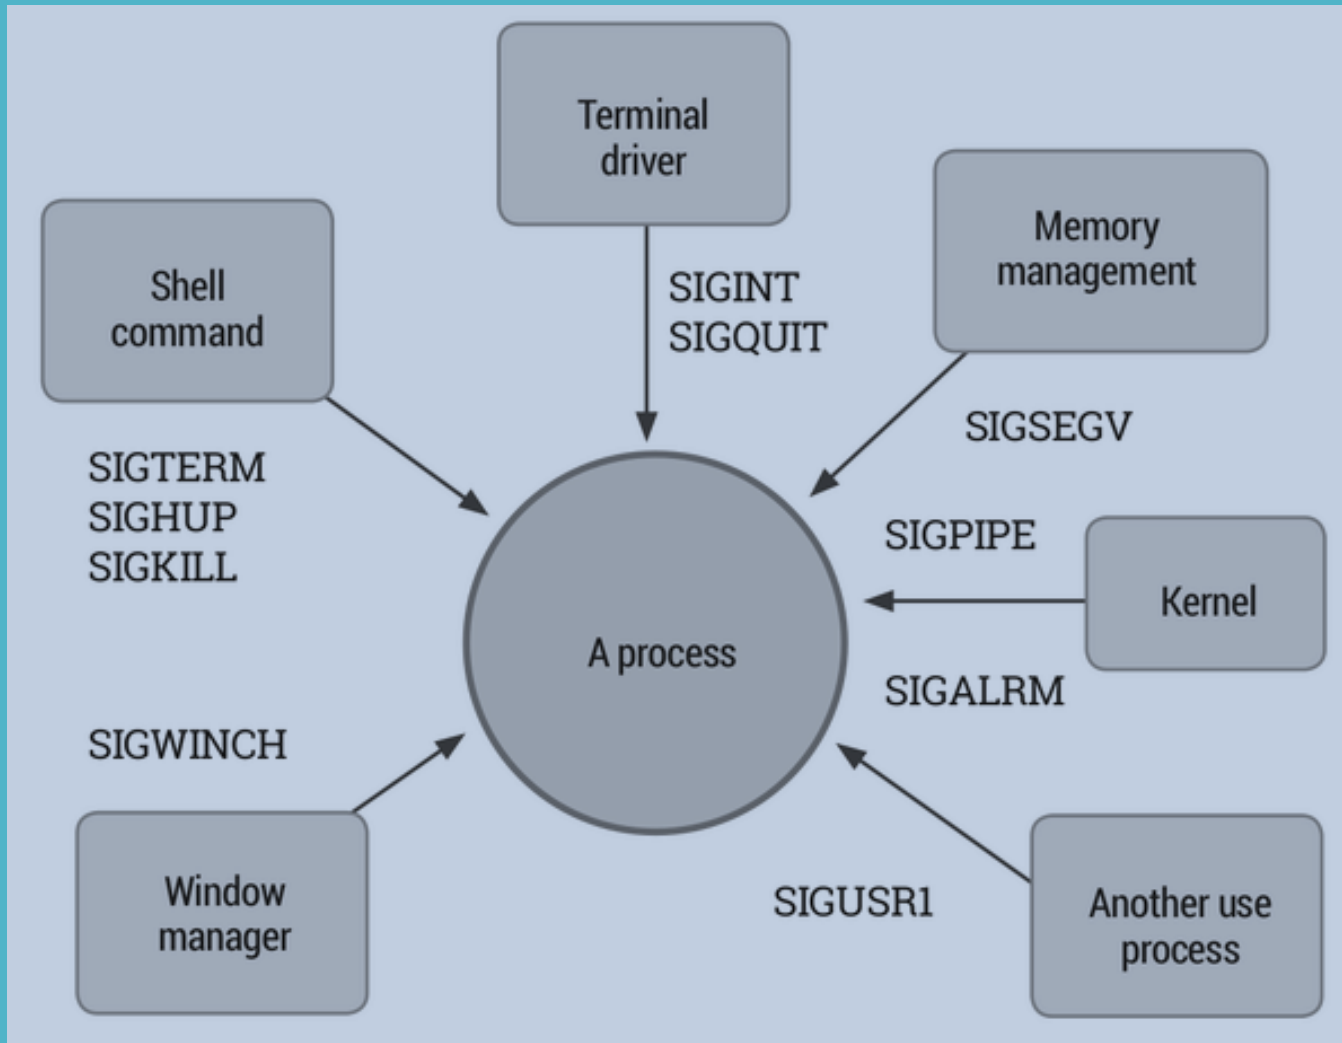 Terminal
driver
Memory
management
Shell
command
SIGINT
SIGQUIT
SIGSEGV
SIGTERM
SIGHUP
SIGKILL
SIGPIPE
Kernel
A process
SIGALRM
SIGWINCH
Window
manager
SIGUSR1
Another use
process